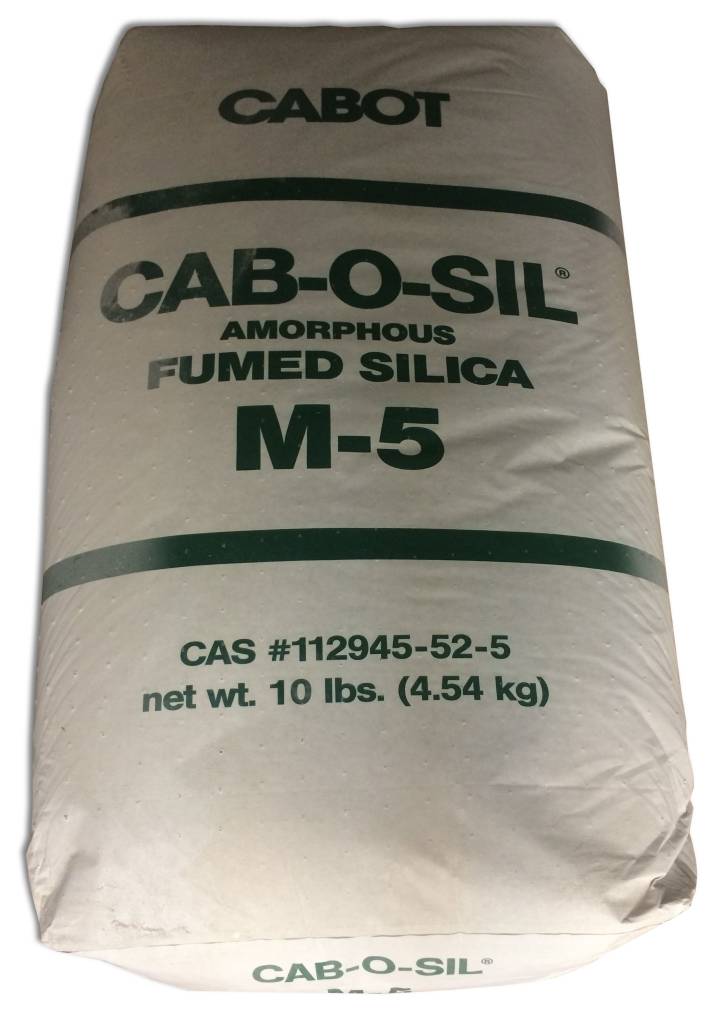 CABOT
CAB-O-SIL®
AMORPHOUS
FUMED SILICA
M-5
CAS #112945-52-5
net wt. 10 lbs. (4.54 kg)
CAB-O-SIL®
M-5